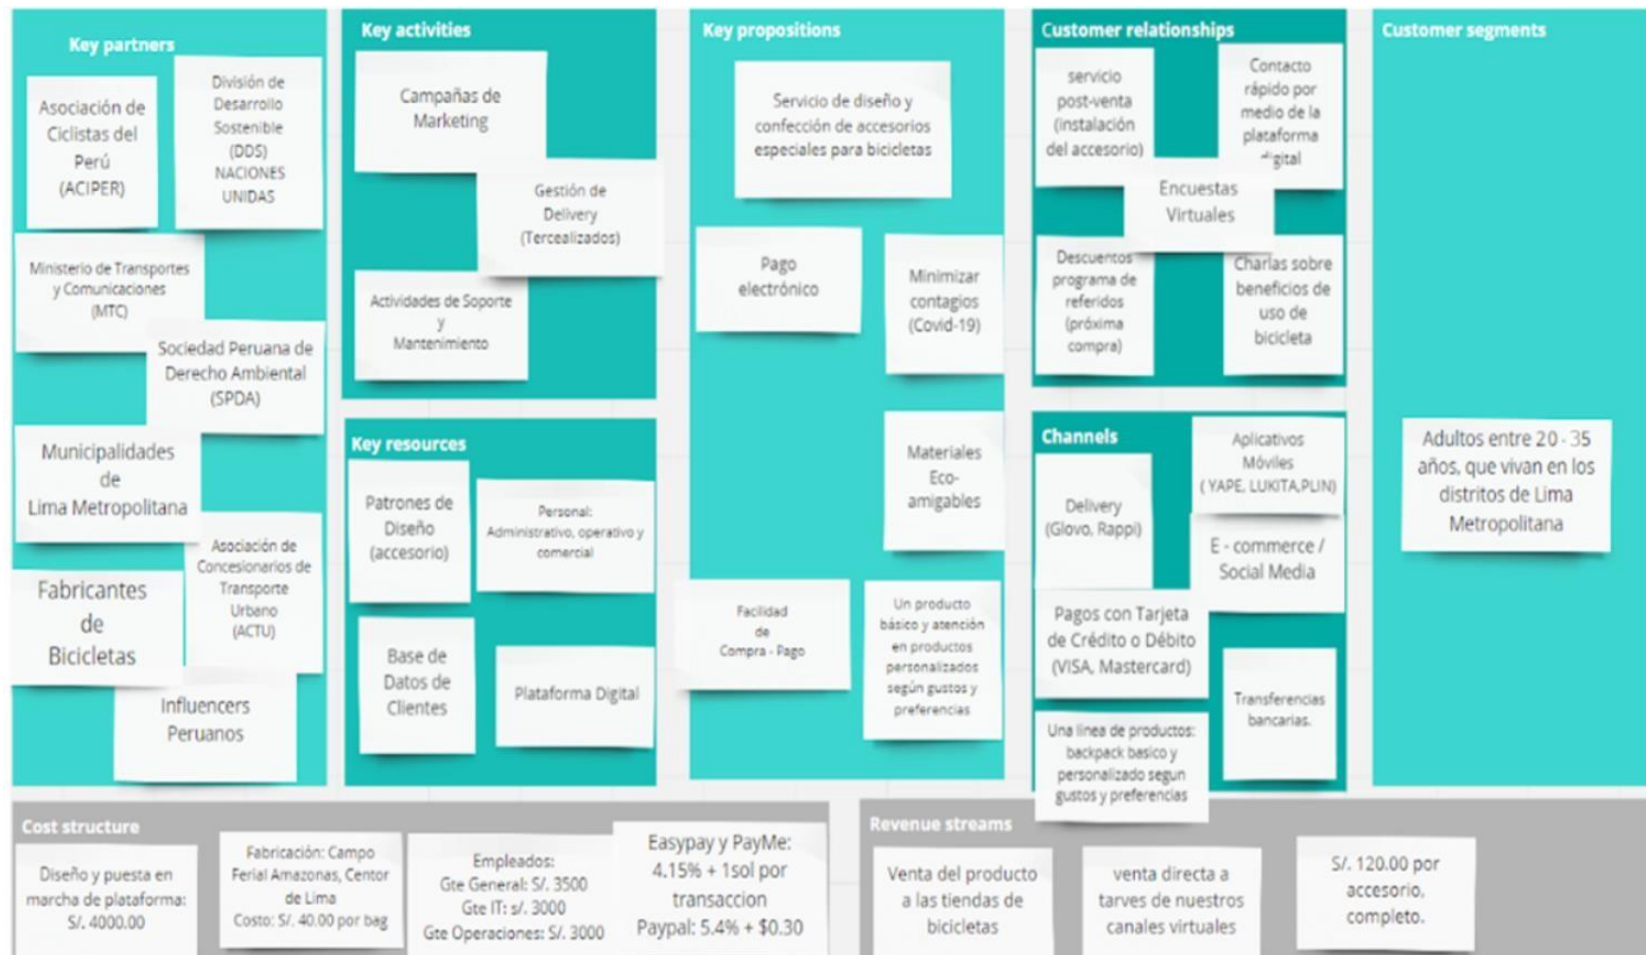 Key partners
Asociación de
Ciclistas del
Perú
(ACIPER)
División de
Desarrollo
Sostenible
(DDS)
NACIONES
UNIDAS
Ministerio de Transportes
y Comunicaciones
(MTC)
Sociedad Peruana de
Derecho Ambiental
(SPDA)
Municipalidades
de
Lima Metropolitana
Asociación de
Concesionarios de
Transporte
Urbano
(ACTU)
Fabricantes
de
Bicicletas
Influencers
Peruanos
Key activities
Campañas de
Marketing
Gestión de
Delivery
(Tercealizados)
Actividades de Soporte
y
Mantenimiento
Key resources
Patrones de
Diseño
(accesorio)
Personal:
Administrativo, operativo y
comercial
Base de
Datos de
Clientes
Plataforma Digital
Key propositions
Servicio de diseño y
confección de accesorios
especiales para bicicletas
Pago
electrónico
Minimizar
contagios
(Covid-19)
Materiales
Eco-
amigables
Facilidad
de
Compra - Pago
Un producto
básico y atención
en productos
personalizados
según gustos y
preferencias
Customer relationships
servicio
post-venta
(instalación
del accesorio)
Contacto
rápido por
medio de la
plataforma
digital
Encuestas
Virtuales
Descuentos
programa de
referidos
(próxima
compra)
Charlas sobre
beneficios de
uso de
bicicleta
Channels
Delivery
(Glovo, Rappi)
Aplicativos
Móviles
( YAPE, LUKITA,PLIN)
E - commerce /
Social Media
Pagos con Tarjeta
de Crédito o Débito
(VISA, Mastercard)
Transferencias
bancarias.
Una linea de productos:
backpack basico y
personalizado segun
gustos y preferencias
Customer segments
Adultos entre 20 - 35
años, que vivan en los
distritos de Lima
Metropolitana
Cost structure
Diseño y puesta en
marcha de plataforma:
S/. 4000.00
Fabricación: Campo
Ferial Amazonas, Centor
de Lima
Costo: S/. 40.00 por bag
Empleados:
Gte General: S/. 3500
Gte IT: s/. 3000
Gte Operaciones: S/. 3000
Easypay y PayMe:
4.15% + 1sol por
transaccion
Paypal: 5.4% + $0.30
Revenue streams
Venta del producto
a las tiendas de
bicicletas
venta directa a
tarves de nuestros
canales virtuales
S/. 120.00 por
accesorio,
completo.